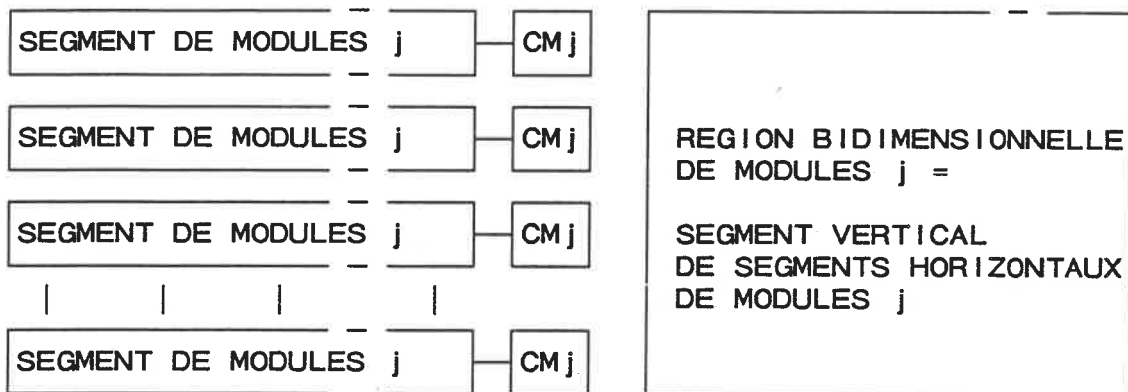 SEGMENT DE MODULES j
CMj
SEGMENT DE MODULES j
CMj
SEGMENT DE MODULES j
CMj
SEGMENT DE MODULES j
CMj
REGION BIDIMENSIONNELLE
DE MODULES j =
SEGMENT VERTICAL
DE SEGMENTS HORIZONTAUX
DE MODULES j